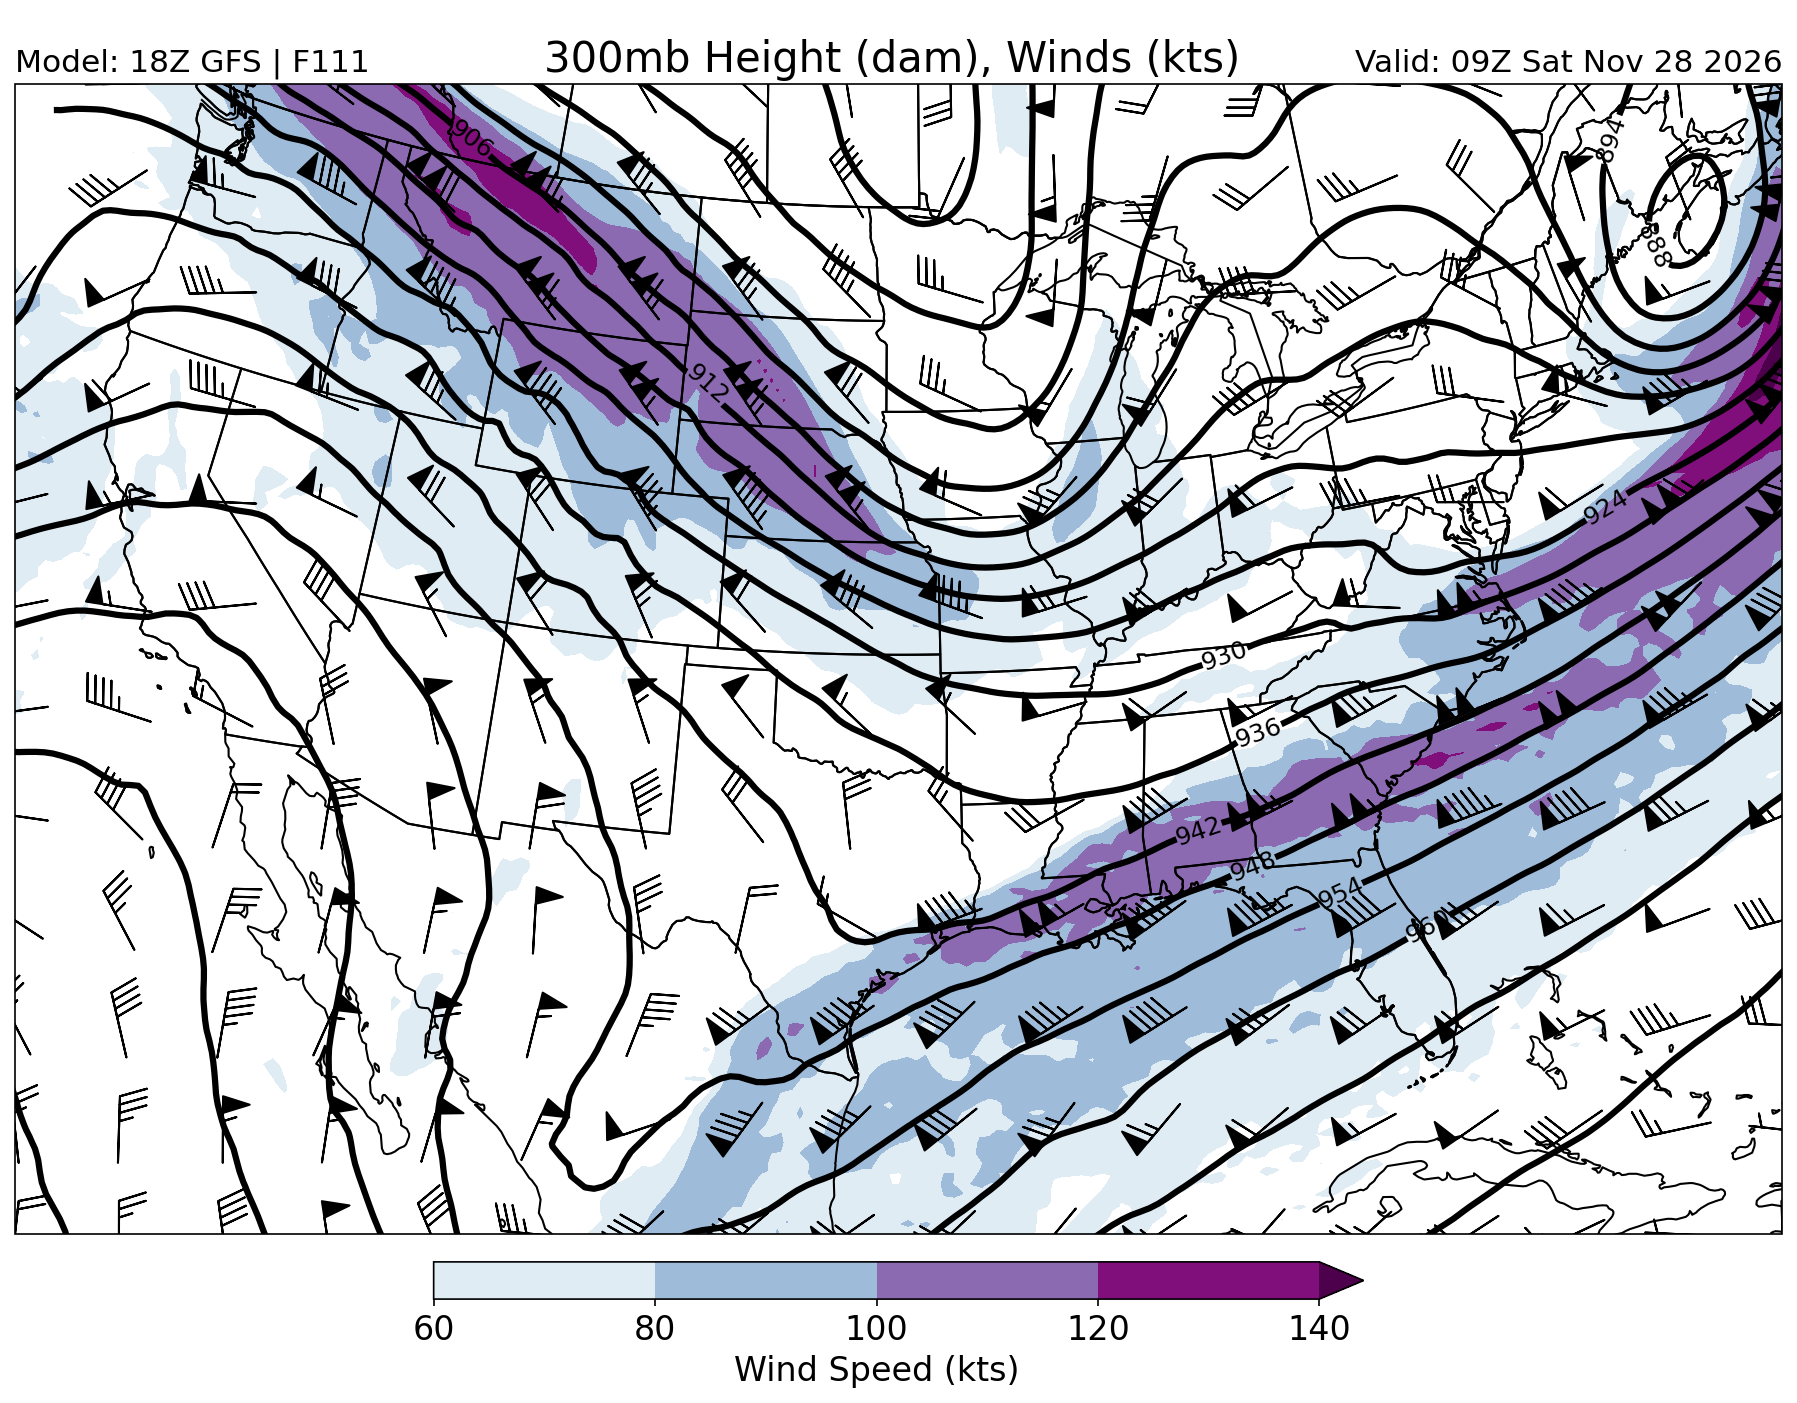 Model: 18Z GFS | F111
300mb Height (dam), Winds (kts)
Valid: 09Z Sat Nov 28 2026
906
894
888
912
924
930
936
942
948
954
960
60 80 100 120 140
Wind Speed (kts)